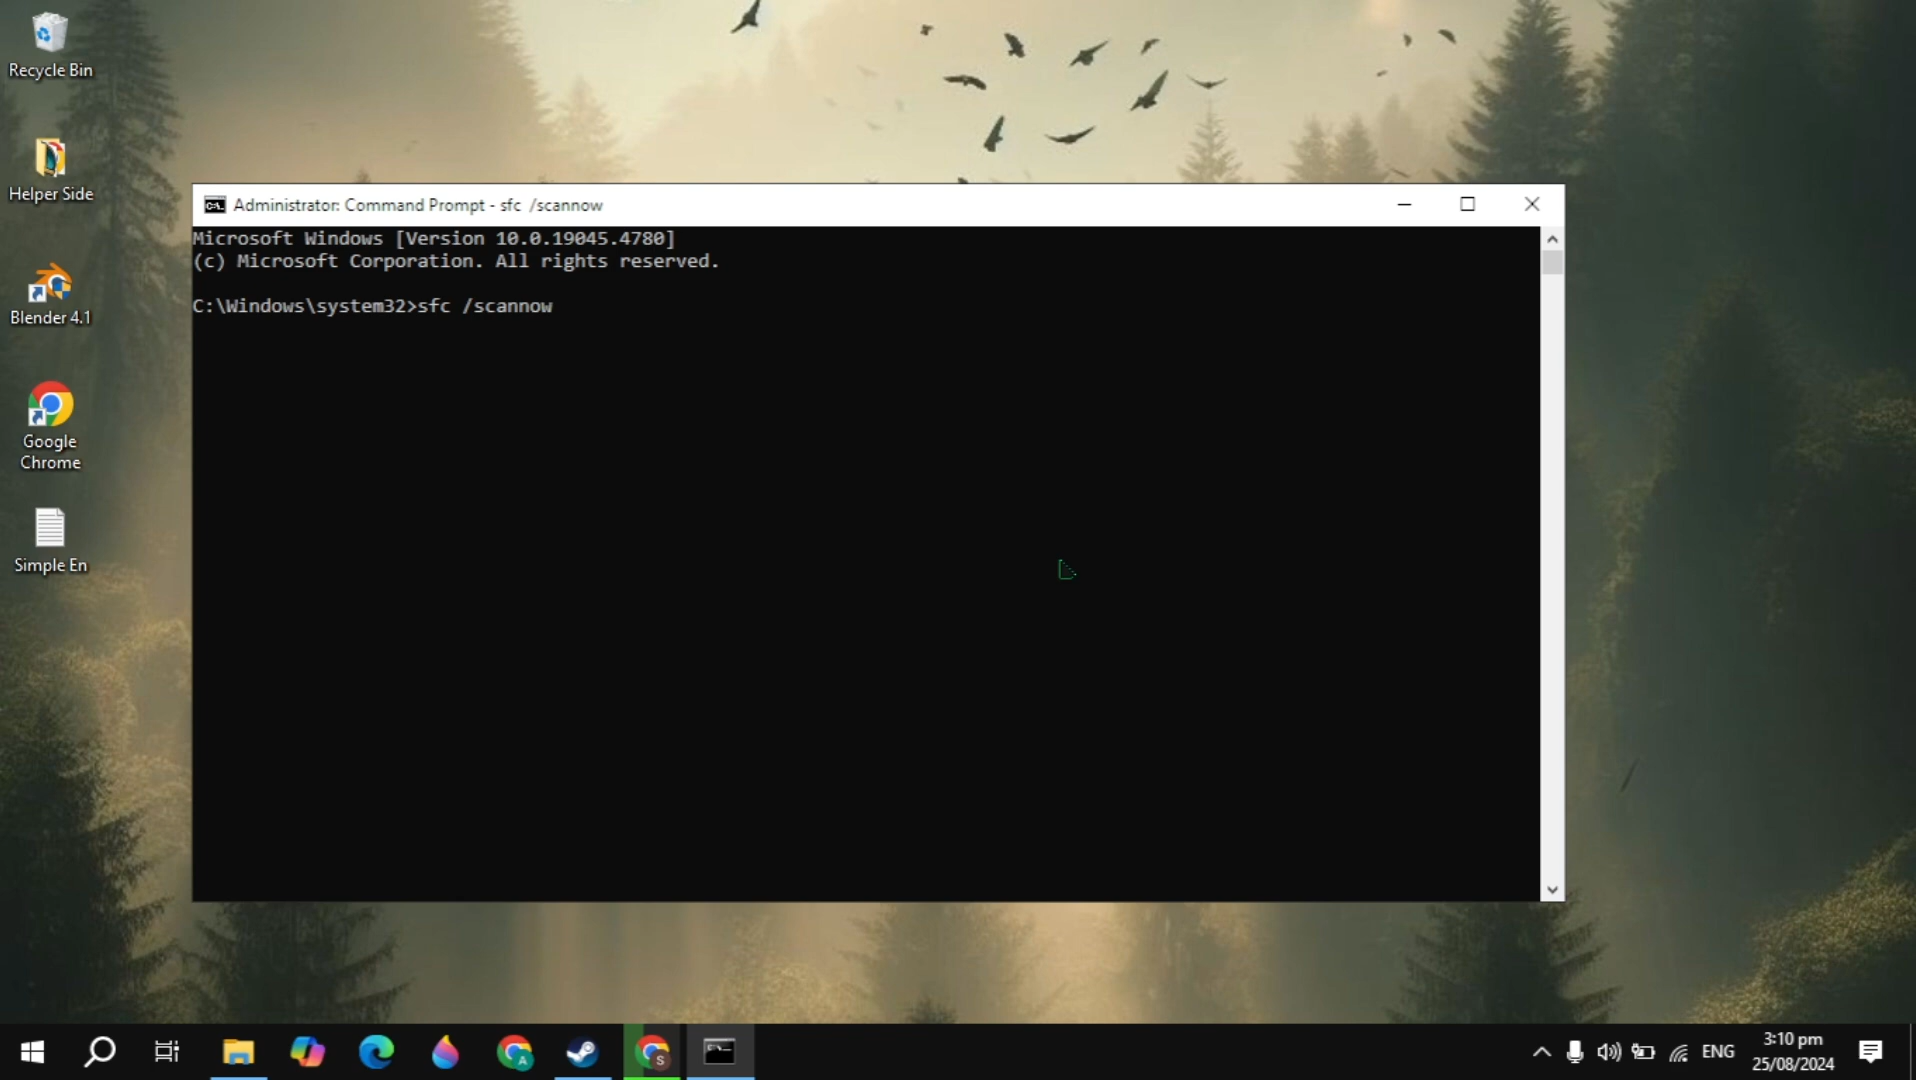 Recycle Bin
Helper Side
Blender 4.1
Google
Chrome
Simple En
Administrator: Command Prompt - sfc /scannow
Microsoft Windows [Version 10.0.19045.4780]
(c) Microsoft Corporation. All rights reserved.
C:\Windows\system32>sfc /scannow
A
S
ENG
3:10 pm
25/08/2024